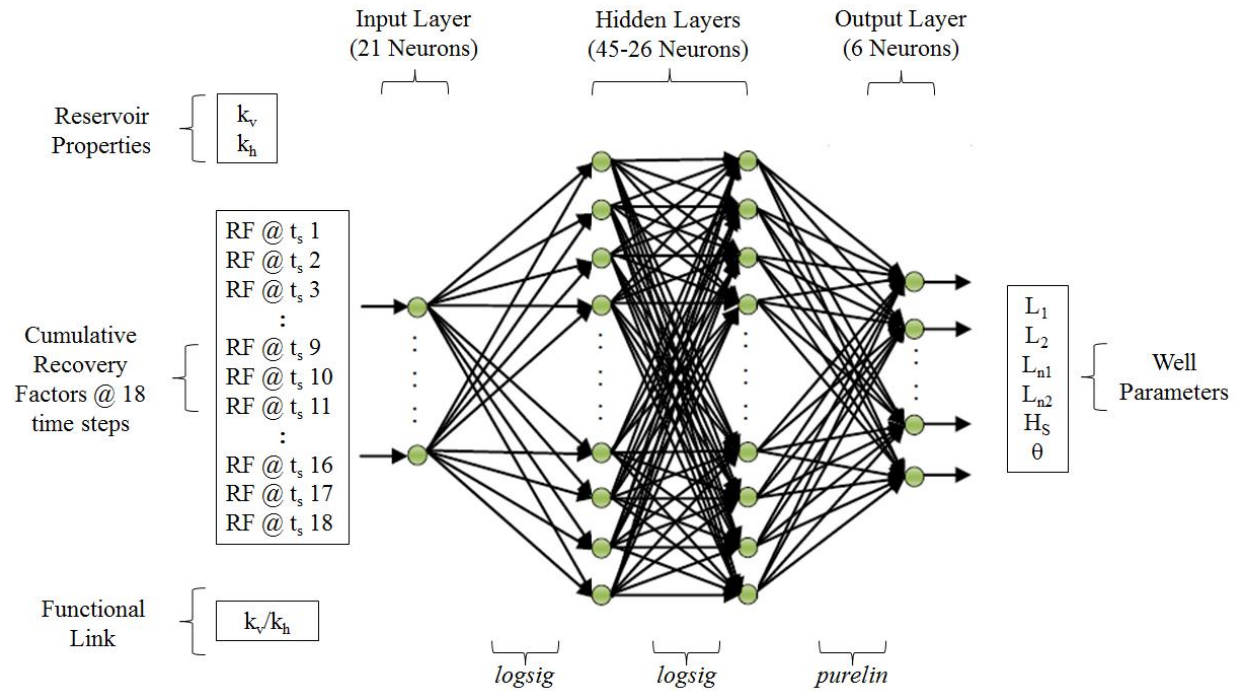 Input Layer
(21 Neurons)
Hidden Layers
(45-26 Neurons)
Output Layer
(6 Neurons)
Reservoir
Properties
kv
kh
Cumulative
Recovery
Factors @ 18
time steps
RF @ ts 1
RF @ ts 2
RF @ ts 3
:
RF @ ts 9
RF @ ts 10
RF @ ts 11
:
RF @ ts 16
RF @ ts 17
RF @ ts 18
Functional
Link
kv/kh
L1
L2
Ln1
Ln2
HS
θ
Well
Parameters
logsig
logsig
purelin